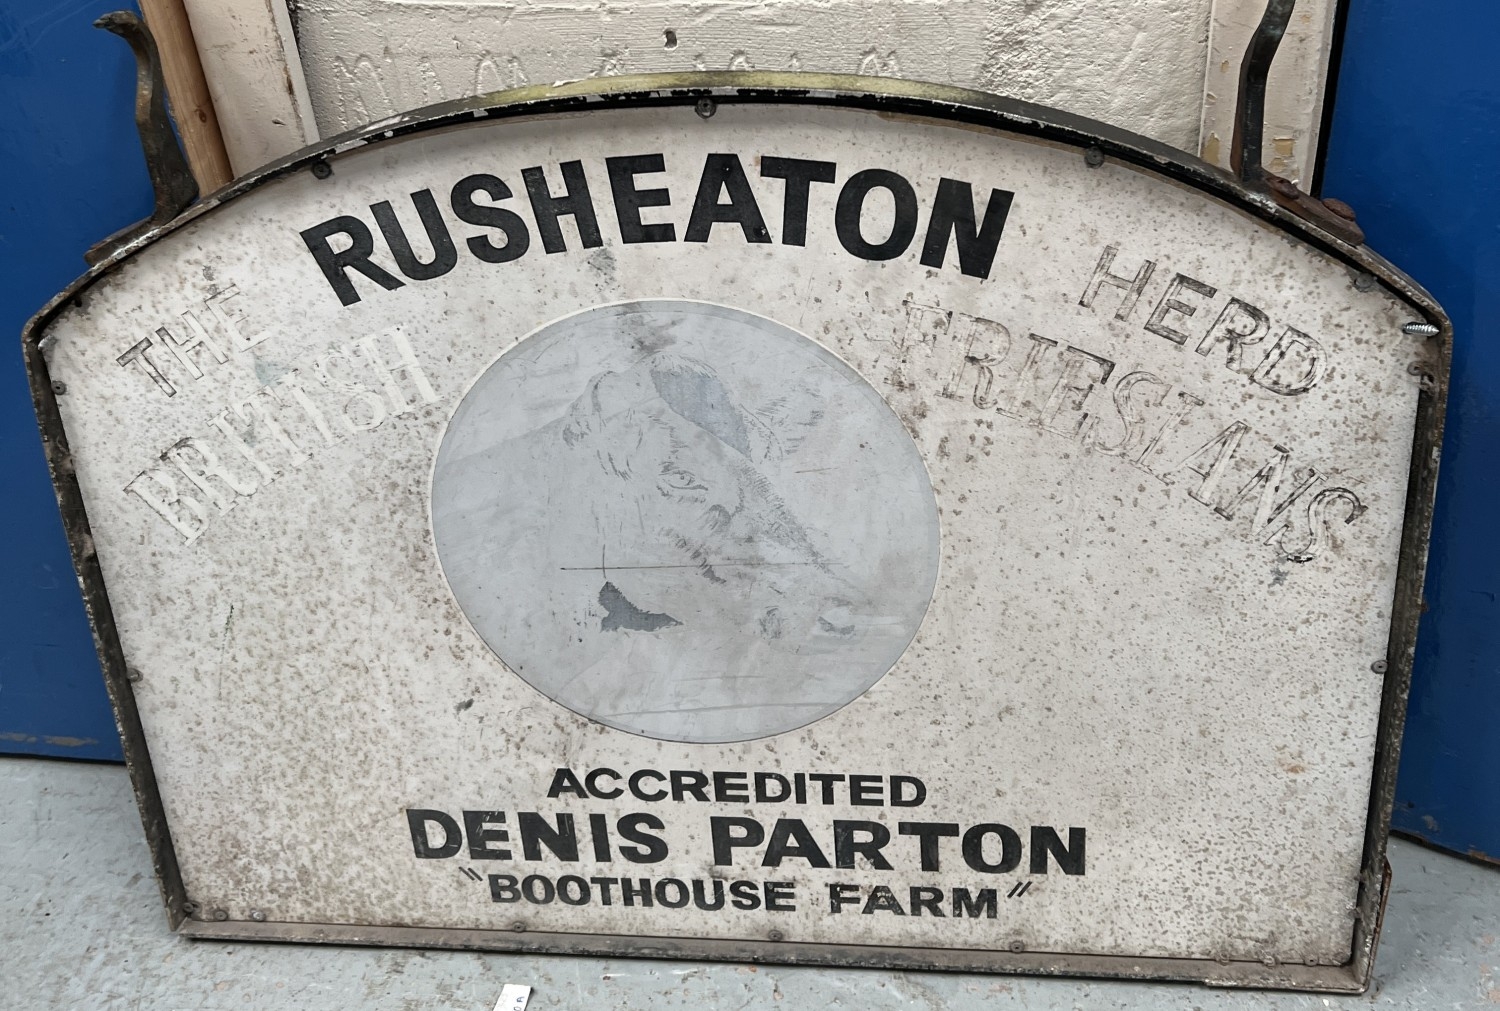 THE RUSHEATON HERD
BRITISH FRIESIANS
ACCREDITED
DENIS PARTON
"BOOTHOUSE FARM"